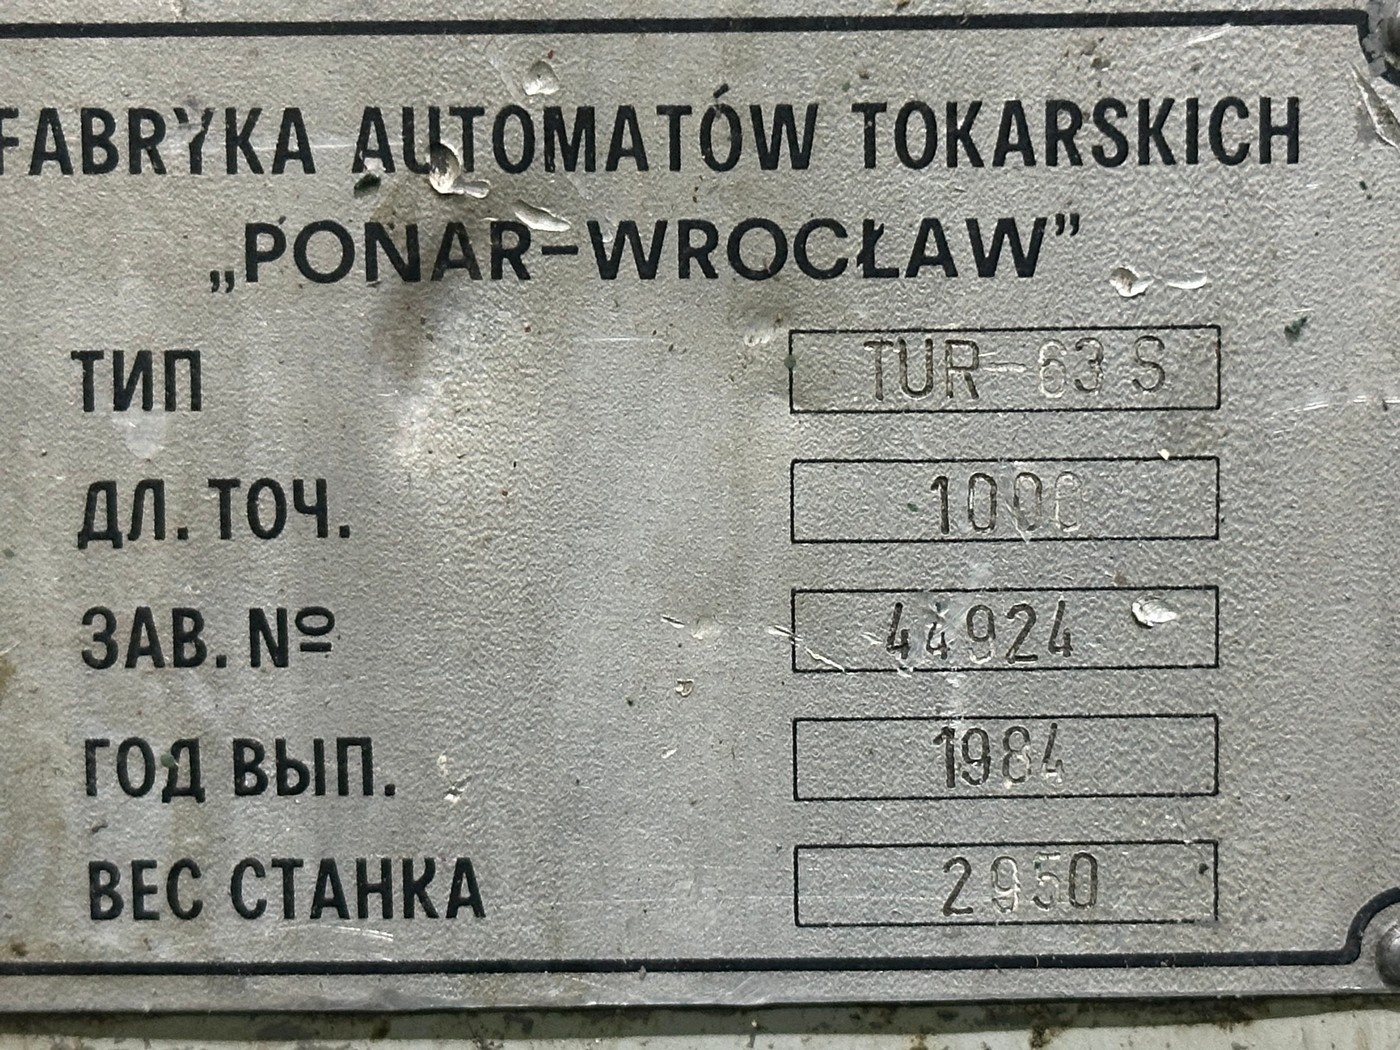 FABRYKA AUTOMATÓW TOKARSKICH
„PONAR-WROCŁAW”
ТИП TUR-63 S
ДЛ. ТОЧ. 1000
ЗАВ. № 44924
ГОД ВЫП. 1984
ВЕС СТАНКА 2950